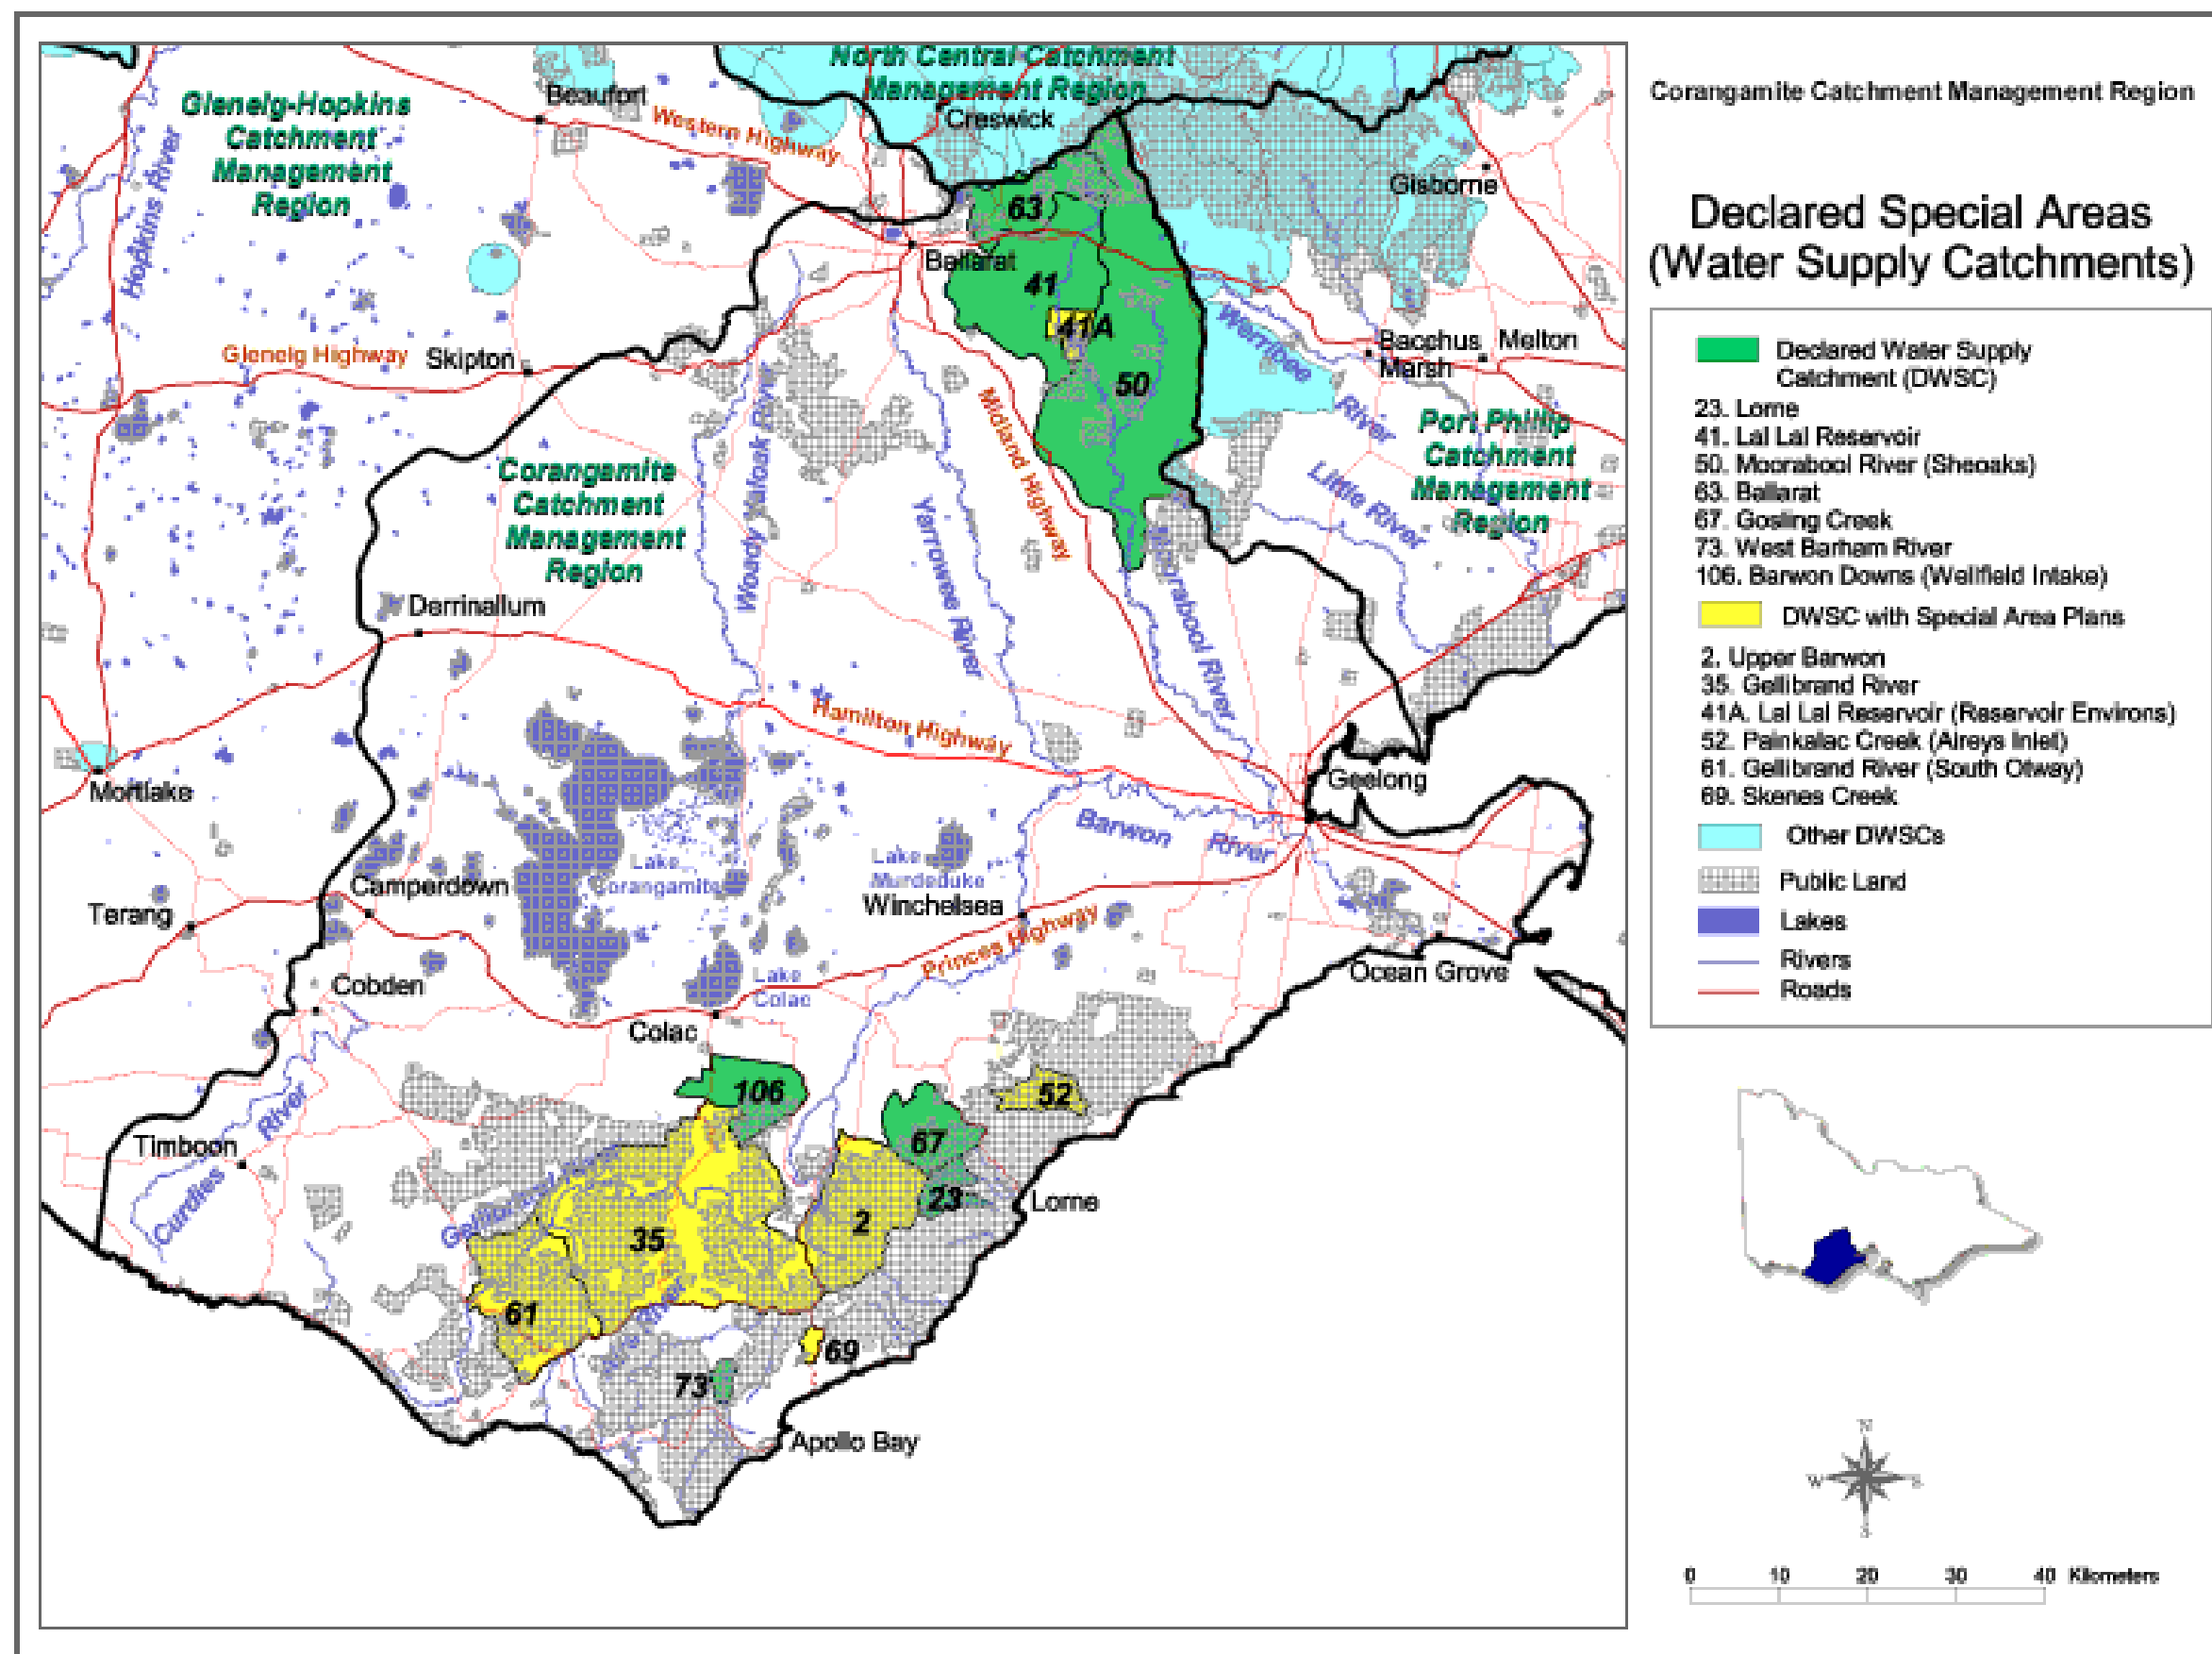 North Central Catchment
Management Region
Creswick
Beaufort
Western Highway
Glenelg-Hopkins
Catchment
Management
Region
Hopkins River
Gisborne
63
Ballarat
41
41A
50
Werribee
River
Bacchus
Marsh
Melton
Glenelg Highway
Skipton
Midland Highway
Port Phillip
Catchment
Management
Region
Little River
Corangamite
Catchment
Management
Region
Woady Yaloak River
Yarrowee River
River
Derrinallum
Hamilton Highway
Mortlake
Geelong
Barwon
River
Lake
Corangamite
Lake
Murdeduke
Winchelsea
Camperdown
Terang
Princes Highway
Cobden
Lake
Colac
Colac
Ocean Grove
106
52
67
River
Timboon
Curdies
23
Lorne
2
35
61
69
73
Apollo Bay
Corangamite Catchment Management Region
Declared Special Areas
(Water Supply Catchments)
Declared Water Supply
Catchment (DWSC)
23. Lorne
41. Lal Lal Reservoir
50. Moorabool River (Sheoaks)
63. Ballarat
67. Gosling Creek
73. West Barham River
106. Barwon Downs (Wellfield Intake)
DWSC with Special Area Plans
2. Upper Barwon
35. Gellibrand River
41A. Lal Lal Reservoir (Reservoir Environs)
52. Painkalac Creek (Aireys Inlet)
61. Gellibrand River (South Otway)
69. Skenes Creek
Other DWSCs
Public Land
Lakes
Rivers
Roads
N
W
S
0 10 20 30 40 Kilometers